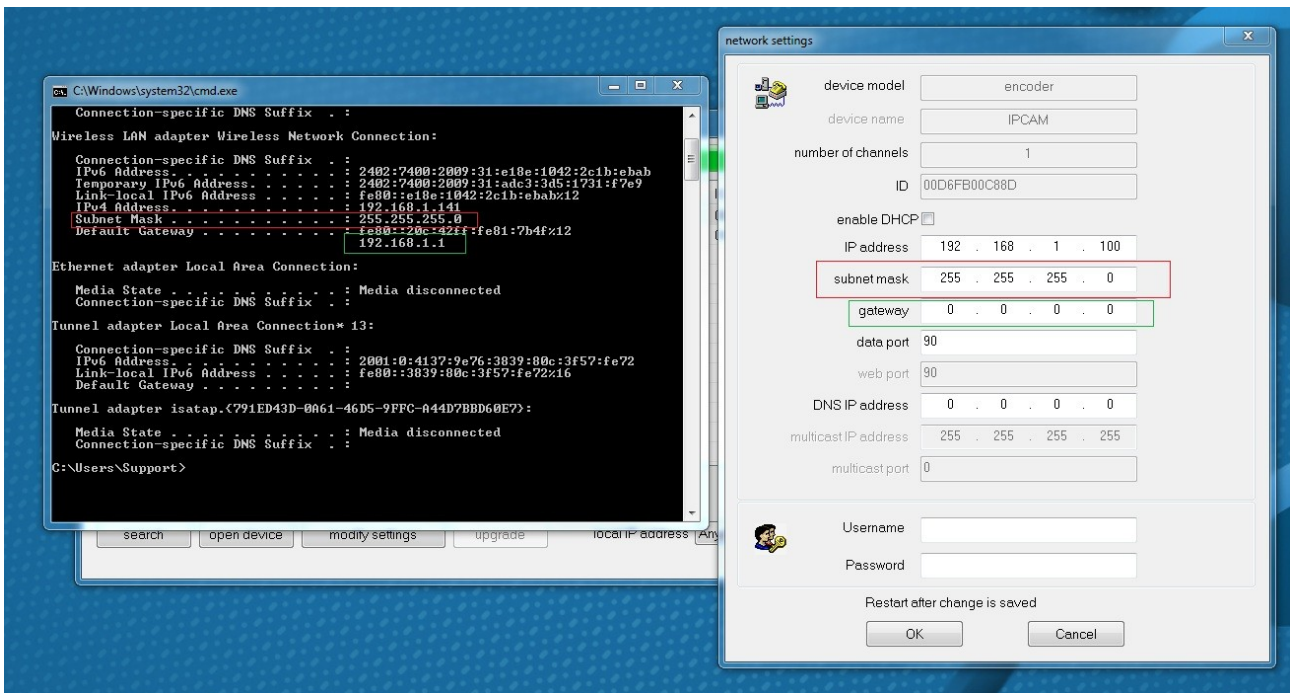 C:\Windows\system32\cmd.exe
Connection-specific DNS Suffix . :
Wireless LAN adapter Wireless Network Connection:
Connection-specific DNS Suffix . :
IPv6 Address. . . . . . . . . . . : 2402:7400:2009:31:e18e:1042:2c1b:ebab
Temporary IPv6 Address. . . . . . : 2402:7400:2009:31:adc3:3d5:1731:f7e9
Link-local IPv6 Address . . . . . : fe80::e18e:1042:2c1b:ebab%12
IPv4 Address. . . . . . . . . . . : 192.168.1.141
Subnet Mask . . . . . . . . . . . : 255.255.255.0
Default Gateway . . . . . . . . . : fe80::20c:42ff:fe81:7b4f%12
192.168.1.1
Ethernet adapter Local Area Connection:
Media State . . . . . . . . . . . : Media disconnected
Connection-specific DNS Suffix . :
Tunnel adapter Local Area Connection* 13:
Connection-specific DNS Suffix . :
IPv6 Address. . . . . . . . . . . : 2001:0:4137:9e76:3839:80c:3f57:fe72
Link-local IPv6 Address . . . . . : fe80::3839:80c:3f57:fe72%16
Default Gateway . . . . . . . . . :
Tunnel adapter isatap.{791ED43D-0A61-46D5-9FFC-A44D7BBD60E7}:
Media State . . . . . . . . . . . : Media disconnected
Connection-specific DNS Suffix . :
C:\Users\Support>
search open device modify settings upgrade local IP address Any
network settings
device model encoder
device name IPCAM
number of channels 1
ID 00D6FB00C88D
enable DHCP
IP address 192 . 168 . 1 . 100
subnet mask 255 . 255 . 255 . 0
gateway 0 . 0 . 0 . 0
data port 90
web port 90
DNS IP address 0 . 0 . 0 . 0
multicast IP address 255 . 255 . 255 . 255
multicast port 0
Username
Password
Restart after change is saved
OK Cancel